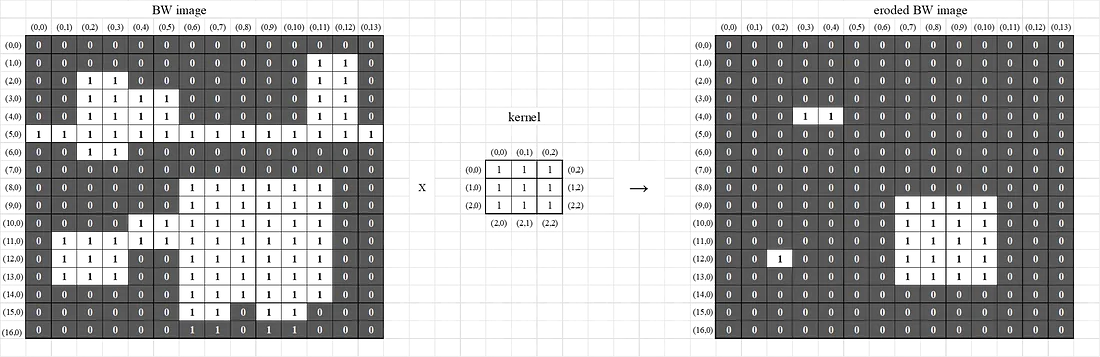 BW image
(0.0) (0,1) (0.2) (0.3) (0.4) (0.5) (0.6) (0.7) (0.8) (0.9) (0.10) (0.11) (0.12) (0.13)
(0.0) 0 0 0 0 0 0 0 0 0 0 0 0 0 0
(1.0) 0 0 0 0 0 0 0 0 0 0 0 1 1 0
(2.0) 0 0 1 1 0 0 0 0 0 0 0 1 1 0
(3.0) 0 0 1 1 1 1 0 0 0 0 0 1 1 0
(4.0) 0 0 1 1 1 1 0 0 0 0 0 1 1 0
(5.0) 1 1 1 1 1 1 1 1 1 1 1 1 1 1
(6.0) 0 0 1 1 0 0 0 0 0 0 0 0 0 0
(7.0) 0 0 0 0 0 0 0 0 0 0 0 0 0 0
(8.0) 0 0 0 0 0 0 1 1 1 1 1 1 0 0
(9.0) 0 0 0 0 0 0 1 1 1 1 1 1 0 0
(10.0) 0 0 0 0 1 1 1 1 1 1 1 1 0 0
(11.0) 0 1 1 1 1 1 1 1 1 1 1 1 0 0
(12.0) 0 1 1 1 0 0 1 1 1 1 1 1 0 0
(13.0) 0 1 1 1 0 0 1 1 1 1 1 1 0 0
(14.0) 0 0 0 0 0 0 1 1 1 1 1 1 0 0
(15.0) 0 0 0 0 0 0 1 1 0 1 1 0 0 0
(16.0) 0 0 0 0 0 0 1 1 0 1 1 0 0 0
X
kernel
(0.0) (0,1) (0.2)
(0.0) 1 1 1 (0.2)
(1.0) 1 1 1 (1.2)
(2.0) 1 1 1 (2.2)
(2.0) (2,1) (2.2)
→
eroded BW image
(0.0) (0,1) (0.2) (0.3) (0.4) (0.5) (0.6) (0.7) (0.8) (0.9) (0.10) (0.11) (0.12) (0.13)
(0.0) 0 0 0 0 0 0 0 0 0 0 0 0 0 0
(1.0) 0 0 0 0 0 0 0 0 0 0 0 0 0 0
(2.0) 0 0 0 0 0 0 0 0 0 0 0 0 0 0
(3.0) 0 0 0 0 0 0 0 0 0 0 0 0 0 0
(4.0) 0 0 0 1 1 0 0 0 0 0 0 0 0 0
(5.0) 0 0 0 0 0 0 0 0 0 0 0 0 0 0
(6.0) 0 0 0 0 0 0 0 0 0 0 0 0 0 0
(7.0) 0 0 0 0 0 0 0 0 0 0 0 0 0 0
(8.0) 0 0 0 0 0 0 0 0 0 0 0 0 0 0
(9.0) 0 0 0 0 0 0 0 1 1 1 1 0 0 0
(10.0) 0 0 0 0 0 0 0 1 1 1 1 0 0 0
(11.0) 0 0 0 0 0 0 0 1 1 1 1 0 0 0
(12.0) 0 0 1 0 0 0 0 1 1 1 1 0 0 0
(13.0) 0 0 0 0 0 0 0 1 1 1 1 0 0 0
(14.0) 0 0 0 0 0 0 0 0 0 0 0 0 0 0
(15.0) 0 0 0 0 0 0 0 0 0 0 0 0 0 0
(16.0) 0 0 0 0 0 0 0 0 0 0 0 0 0 0